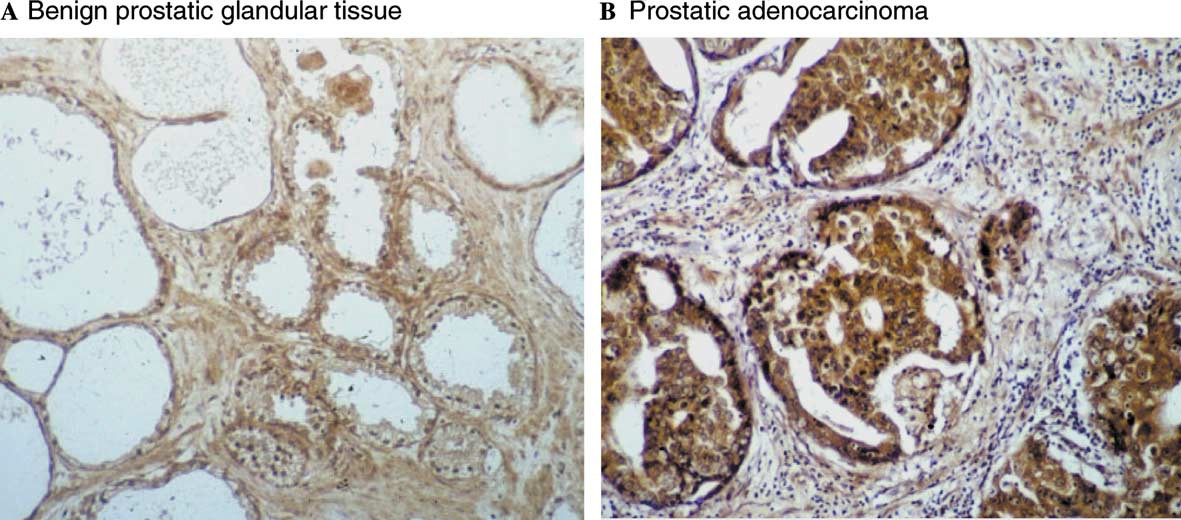 A Benign prostatic glandular tissue
B Prostatic adenocarcinoma